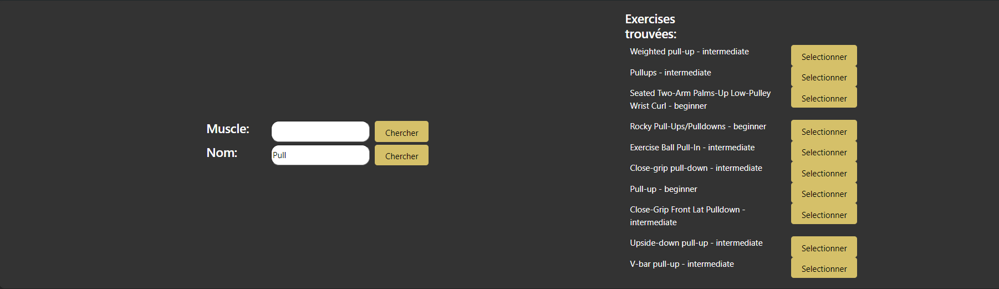 Muscle:
Chercher
Nom:
Pull
Chercher
Exercises
trouvées:
Weighted pull-up - intermediate
Selectionner
Pullups - intermediate
Selectionner
Seated Two-Arm Palms-Up Low-Pulley
Wrist Curl - beginner
Selectionner
Rocky Pull-Ups/Pulldowns - beginner
Selectionner
Exercise Ball Pull-In - intermediate
Selectionner
Close-grip pull-down - intermediate
Selectionner
Pull-up - beginner
Selectionner
Close-Grip Front Lat Pulldown -
intermediate
Selectionner
Upside-down pull-up - intermediate
Selectionner
V-bar pull-up - intermediate
Selectionner